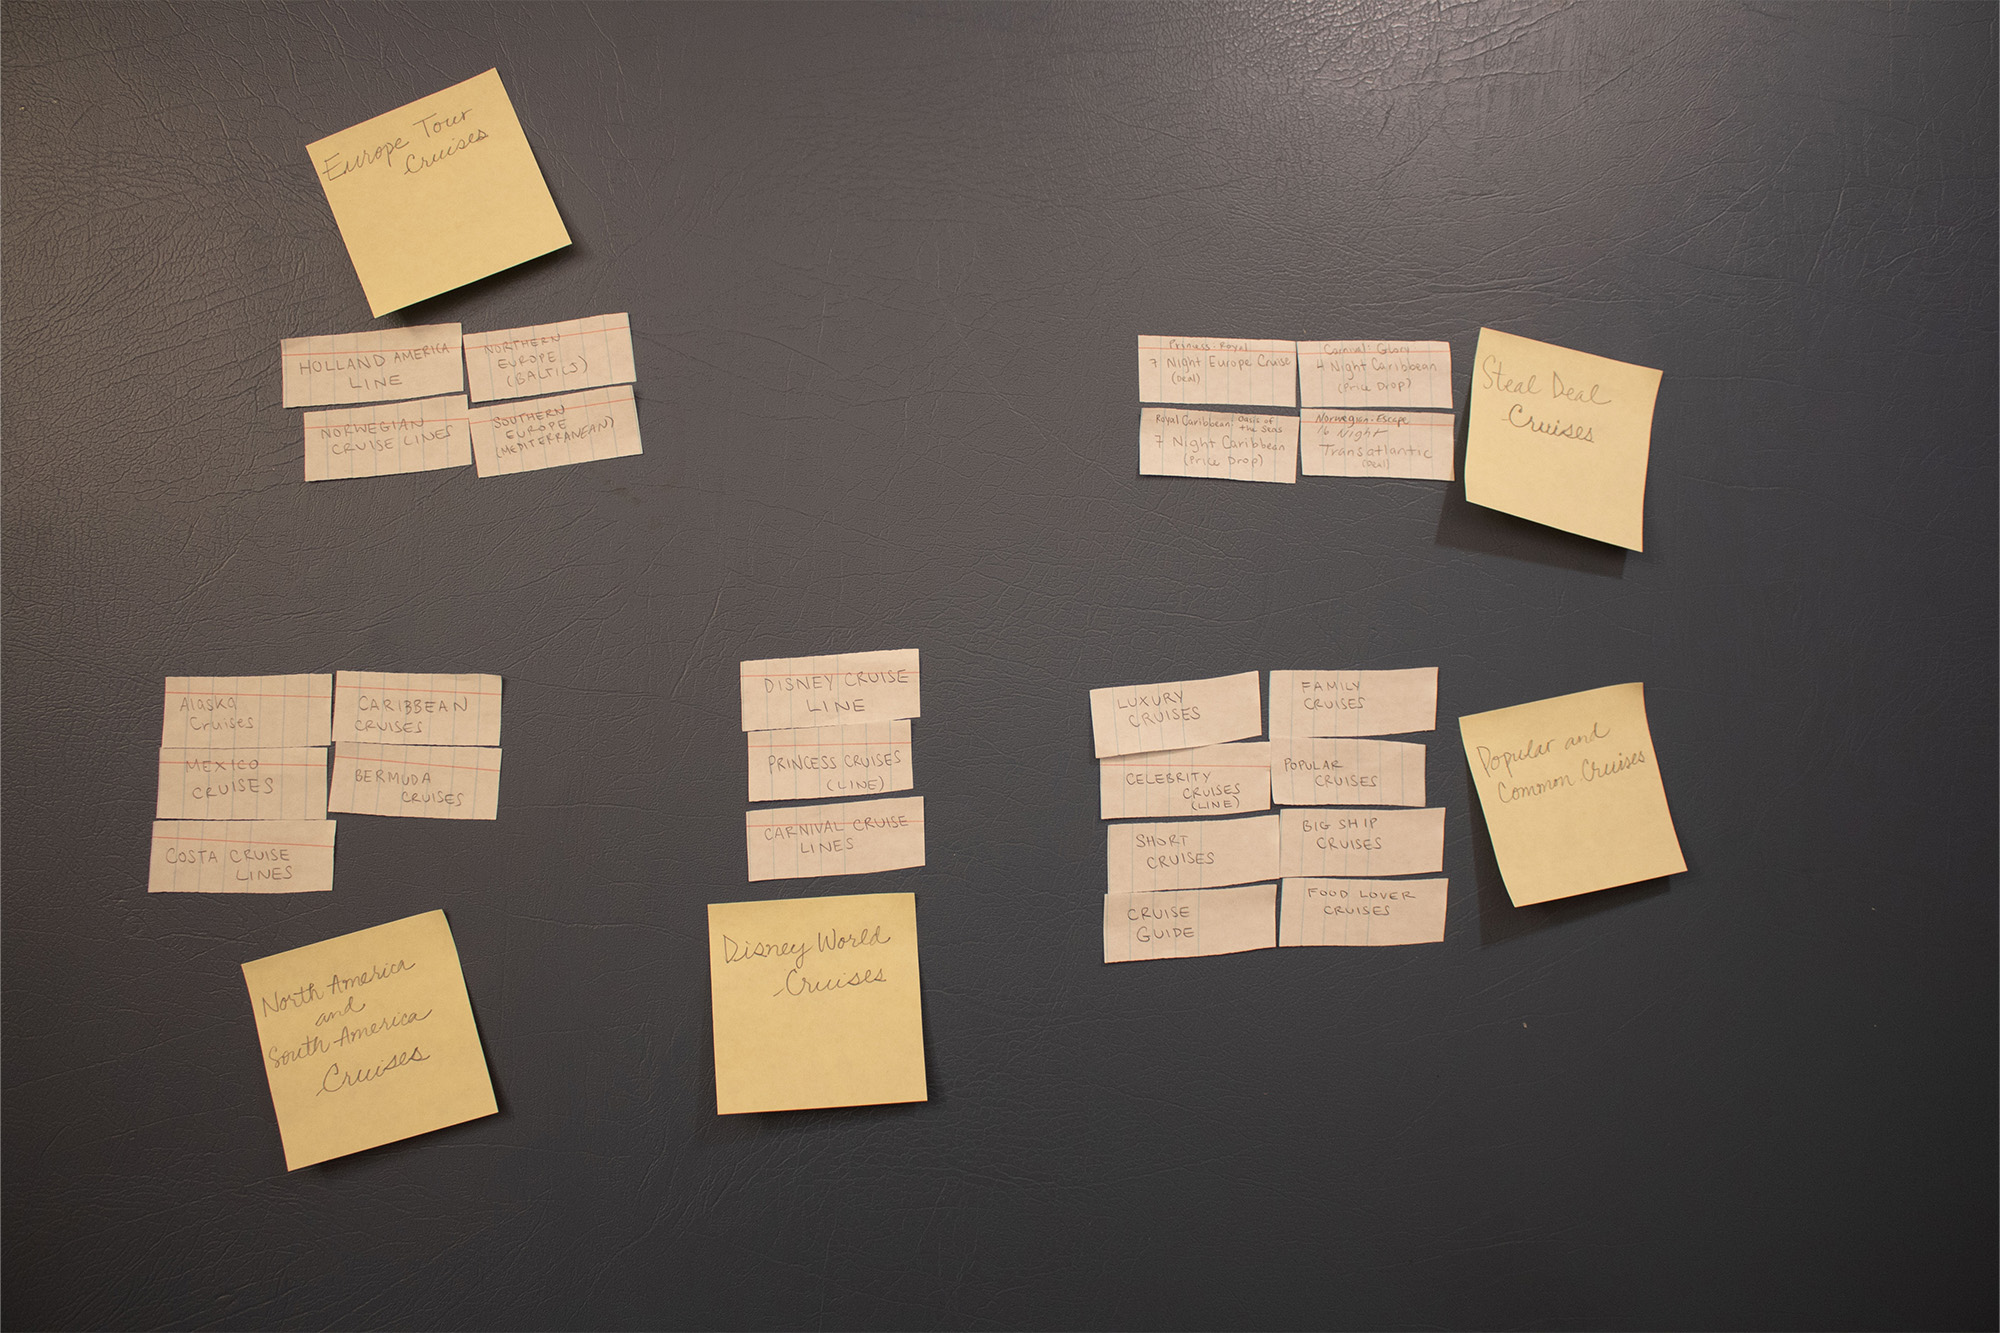 Europe Tour
Cruises
HOLLAND AMERICA
LINE
NORTHERN
EUROPE
(BALTICS)
NORWEGIAN
CRUISE LINES
SOUTHERN
EUROPE
(MEDITERRANEAN)
Princess-Royal
7 Night Europe Cruise
(Deal)
Carnival: Glory
4 Night Caribbean
(Price Drop)
Royal Caribbean: Oasis of
the Seas
7 Night Caribbean
(Price Drop)
Norwegian-Escape
16 Night
Transatlantic
(Deal)
Steal Deal
Cruises
Alaska
Cruises
CARIBBEAN
CRUISES
MEXICO
CRUISES
BERMUDA
CRUISES
COSTA CRUISE
LINES
North America
and
South America
Cruises
DISNEY CRUISE
LINE
PRINCESS CRUISES
(LINE)
CARNIVAL CRUISE
LINES
Disney World
Cruises
LUXURY
CRUISES
FAMILY
CRUISES
CELEBRITY
CRUISES
(LINE)
POPULAR
CRUISES
SHORT
CRUISES
BIG SHIP
CRUISES
CRUISE
GUIDE
FOOD LOVER
CRUISES
Popular and
Common Cruises